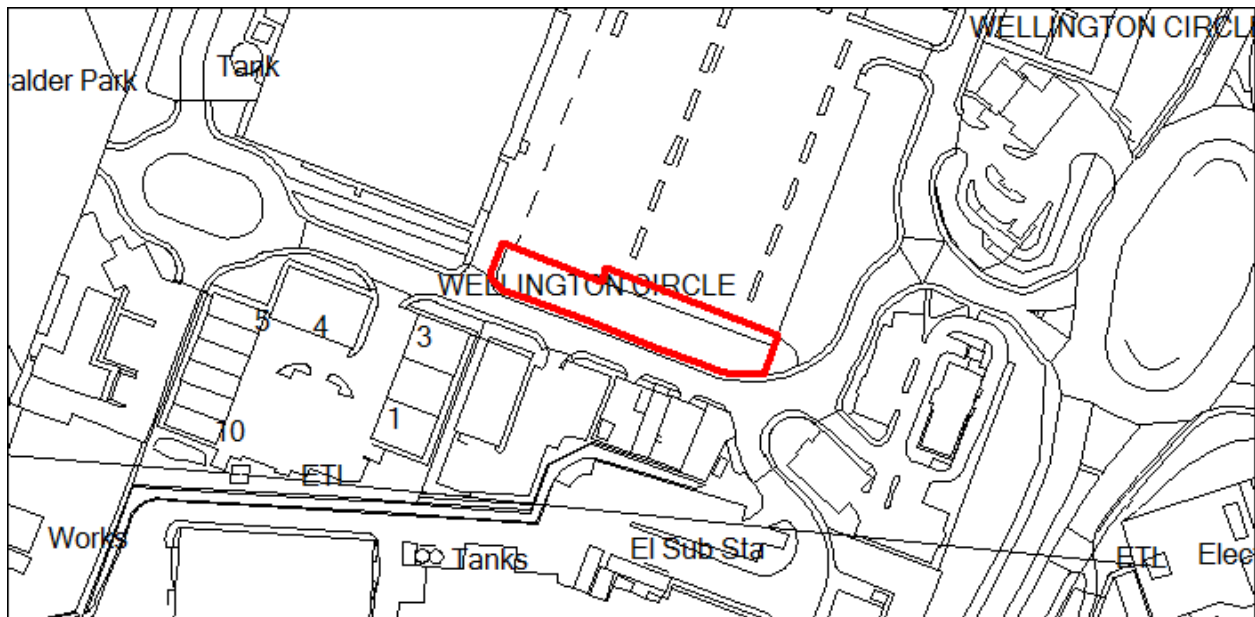 WELLINGTON CIRCL
Tank
alder Park
WELLINGTON CIRCLE
5
4
3
1
10
ETL
Works
Tanks
El Sub Sta
ETL
Elec